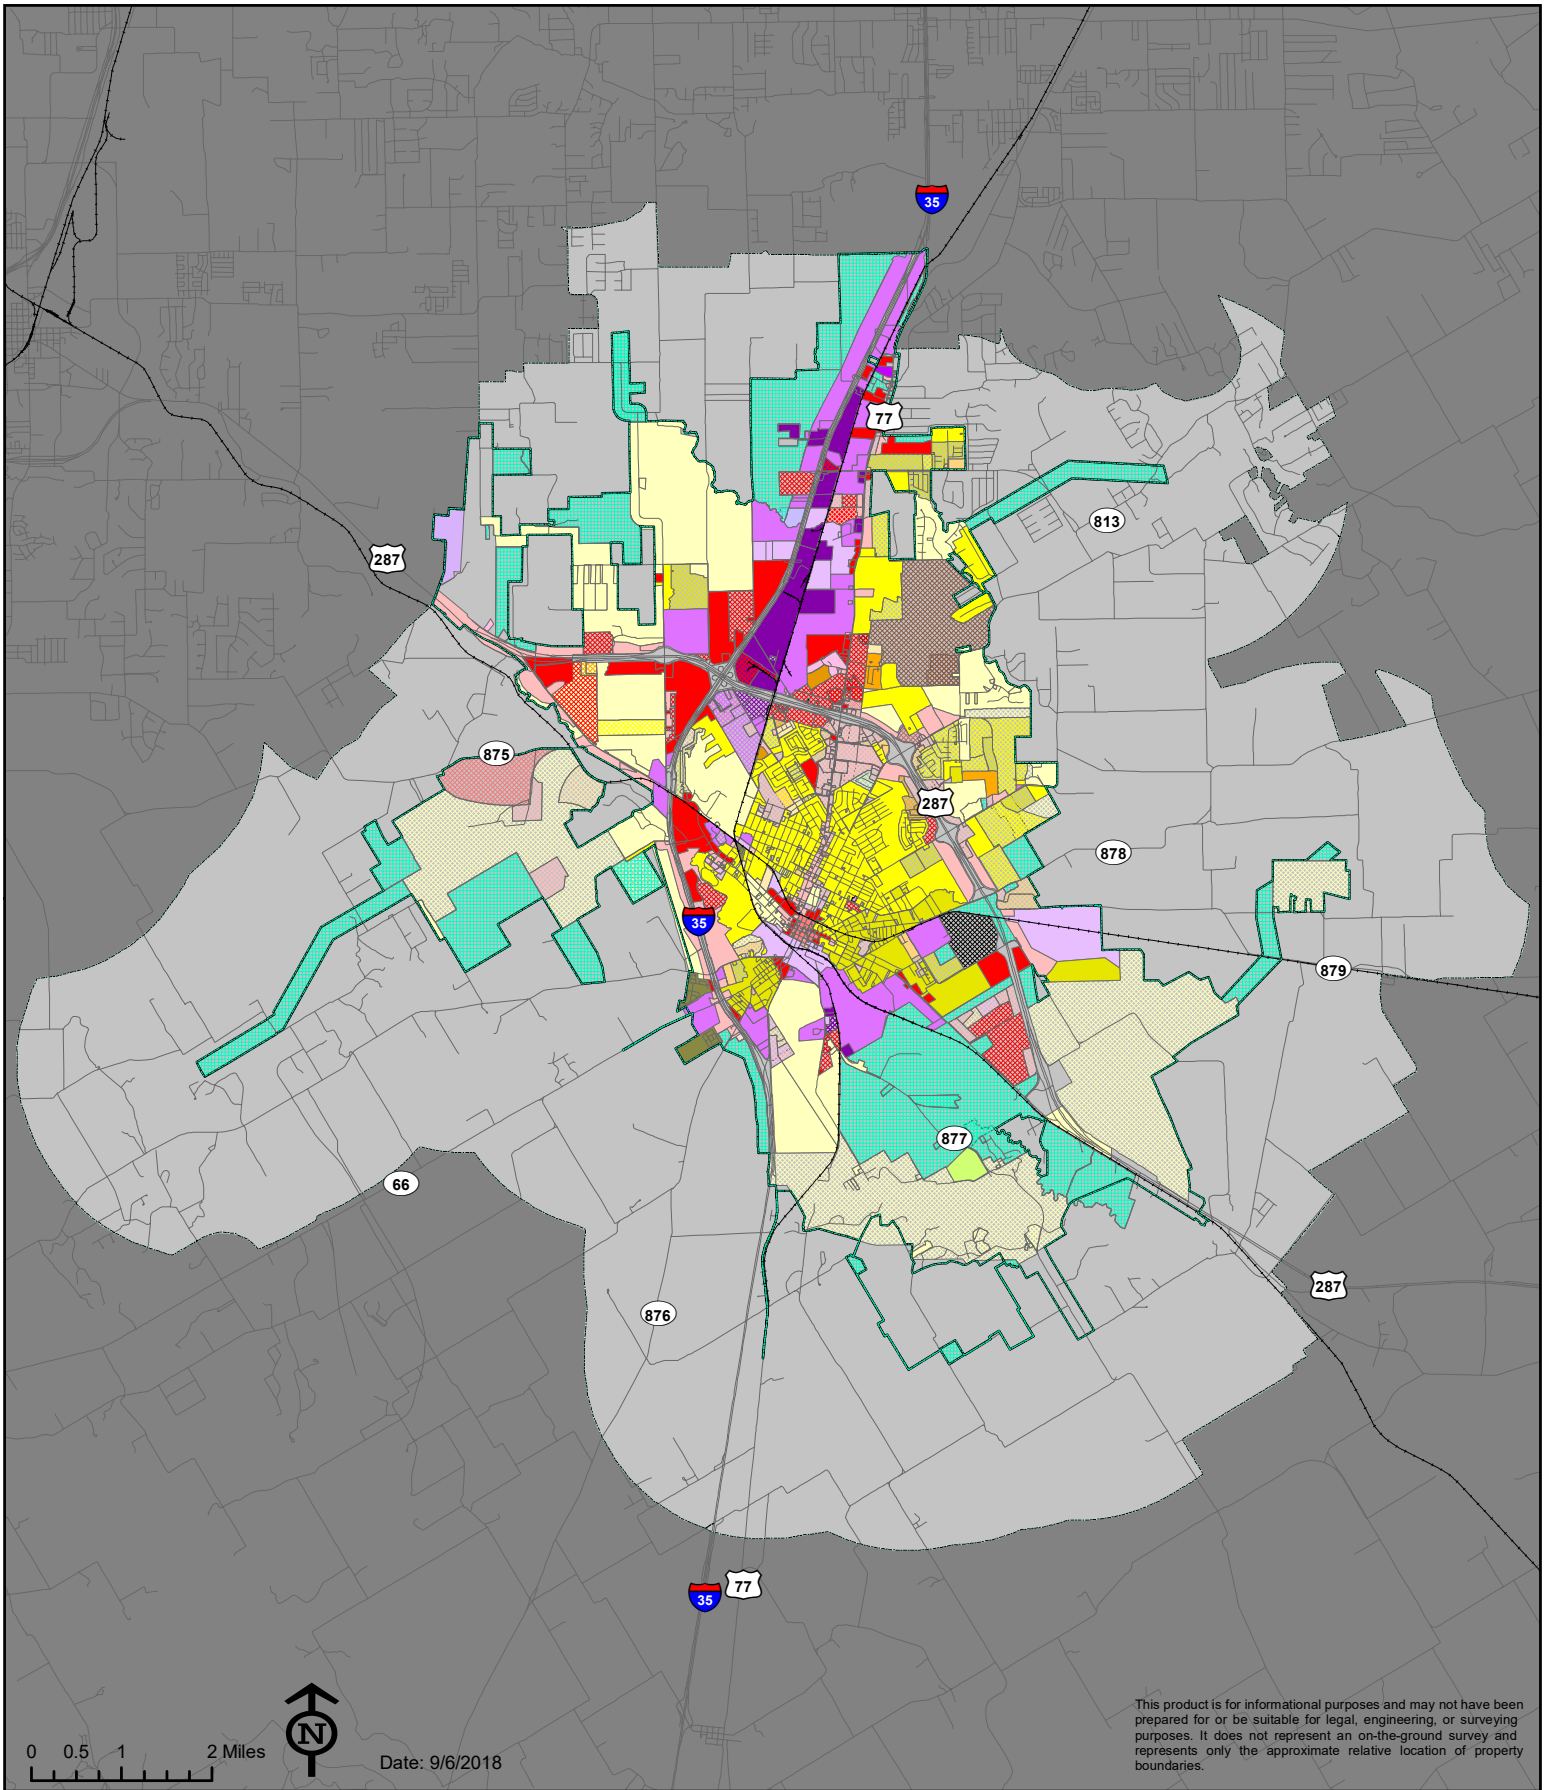 35
77
813
287
875
287
878
35
879
877
66
287
876
77
35
This product is for informational purposes and may not have been
prepared for or be suitable for legal, engineering, or surveying
purposes. It does not represent an on-the-ground survey and
represents only the approximate relative location of property
boundaries.
N
0 0.5 1 2 Miles
Date: 9/6/2018